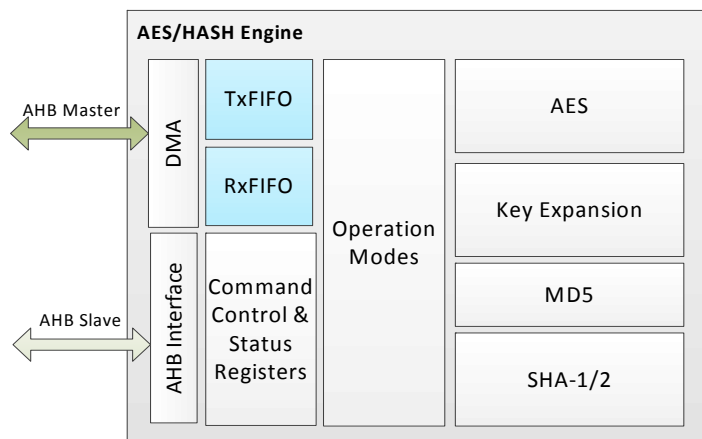 AES/HASH Engine
AHB Master
DMA
TxFIFO
RxFIFO
AHB Slave
AHB Interface
Command
Control &
Status
Registers
Operation
Modes
AES
Key Expansion
MD5
SHA-1/2